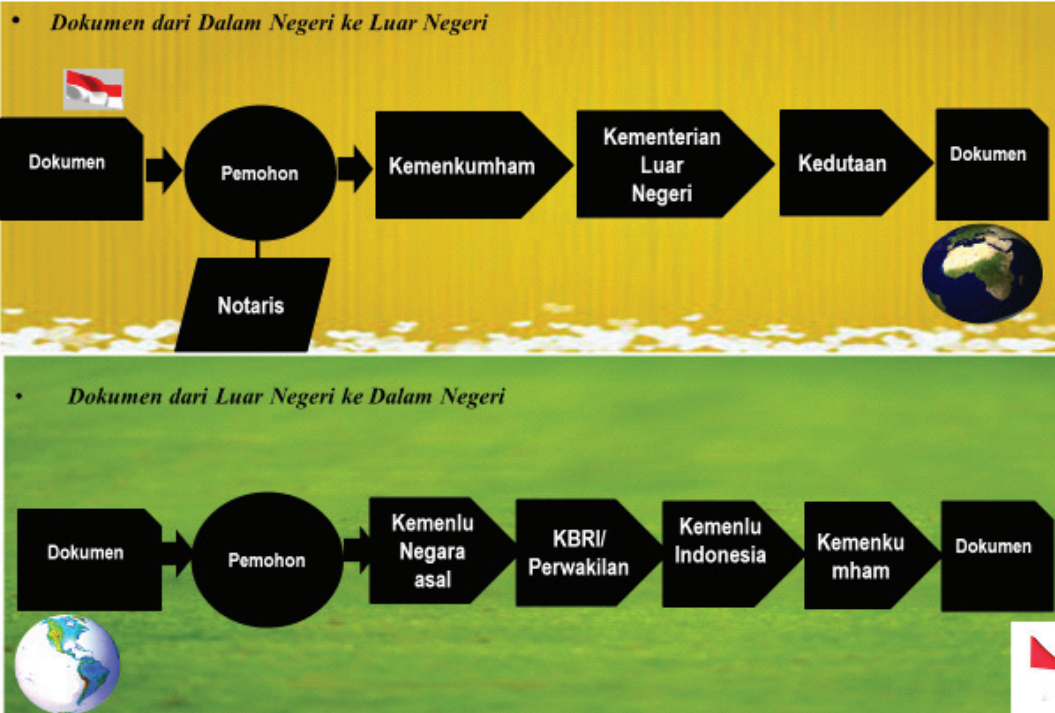 • Dokumen dari Dalam Negeri ke Luar Negeri
Dokumen
Pemohon
Notaris
Kemenkumham
Kementerian
Luar
Negeri
Kedutaan
Dokumen
• Dokumen dari Luar Negeri ke Dalam Negeri
Dokumen
Pemohon
Kemenlu
Negara
asal
KBRI/
Perwakilan
Kemenlu
Indonesia
Kemenku
mham
Dokumen